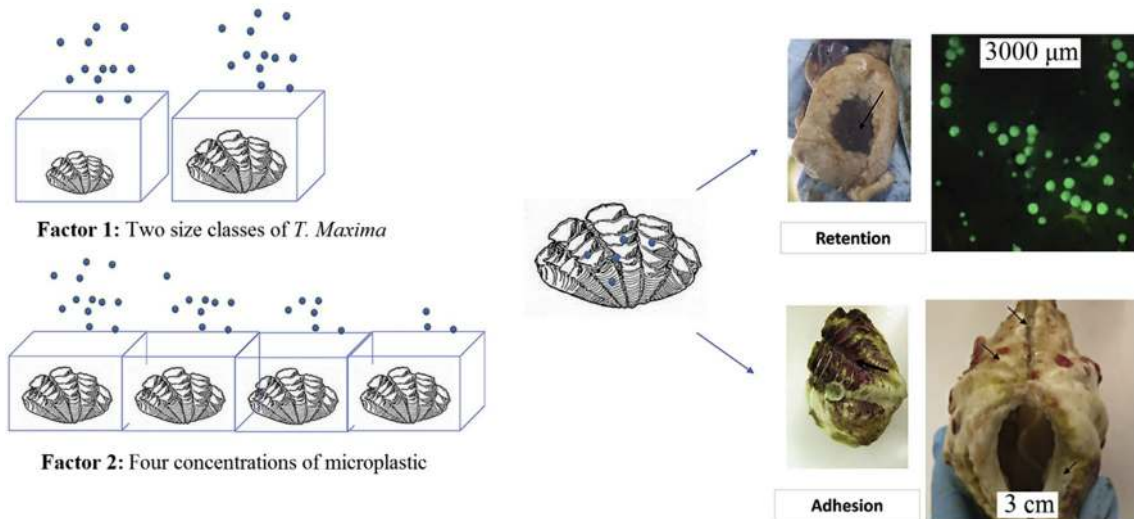 Factor 1: Two size classes of T. Maxima
Factor 2: Four concentrations of microplastic
3000 μm
Retention
Adhesion
3 cm